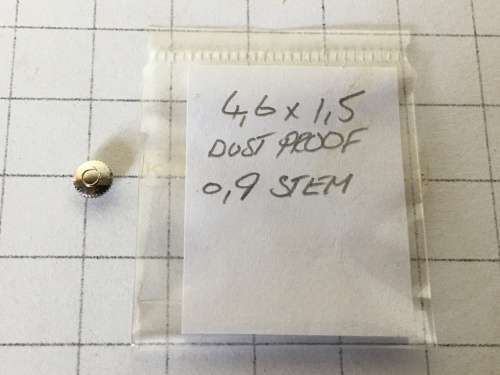 4,6 x 1,5
DUST PROOF
0,9 STEM